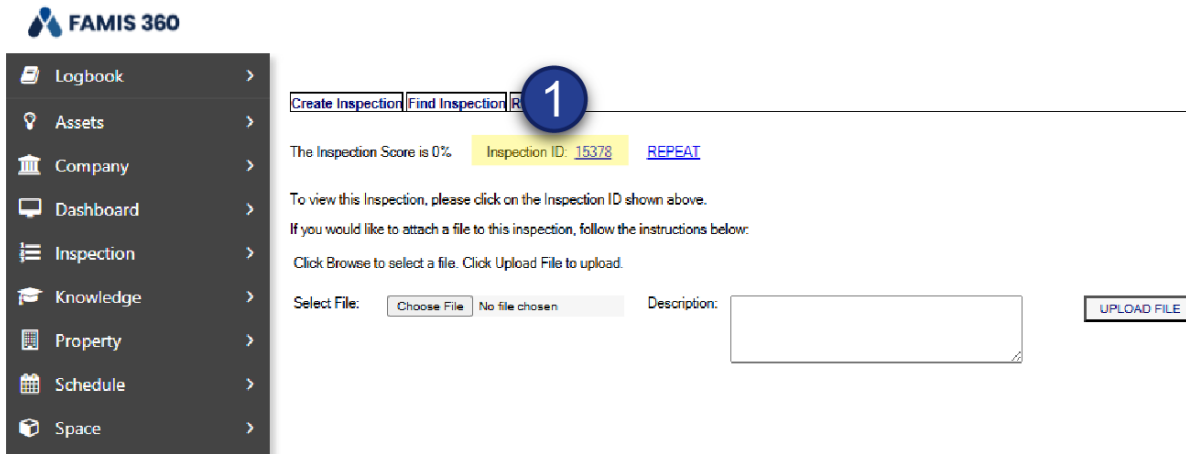 FAMIS 360
Logbook
Assets
Company
Dashboard
Inspection
Knowledge
Property
Schedule
Space
Create Inspection Find Inspection R
1
The Inspection Score is 0% Inspection ID: 15378 REPEAT
To view this Inspection, please click on the Inspection ID shown above.
If you would like to attach a file to this inspection, follow the instructions below:
Click Browse to select a file. Click Upload File to upload.
Select File: Choose File No file chosen Description: UPLOAD FILE